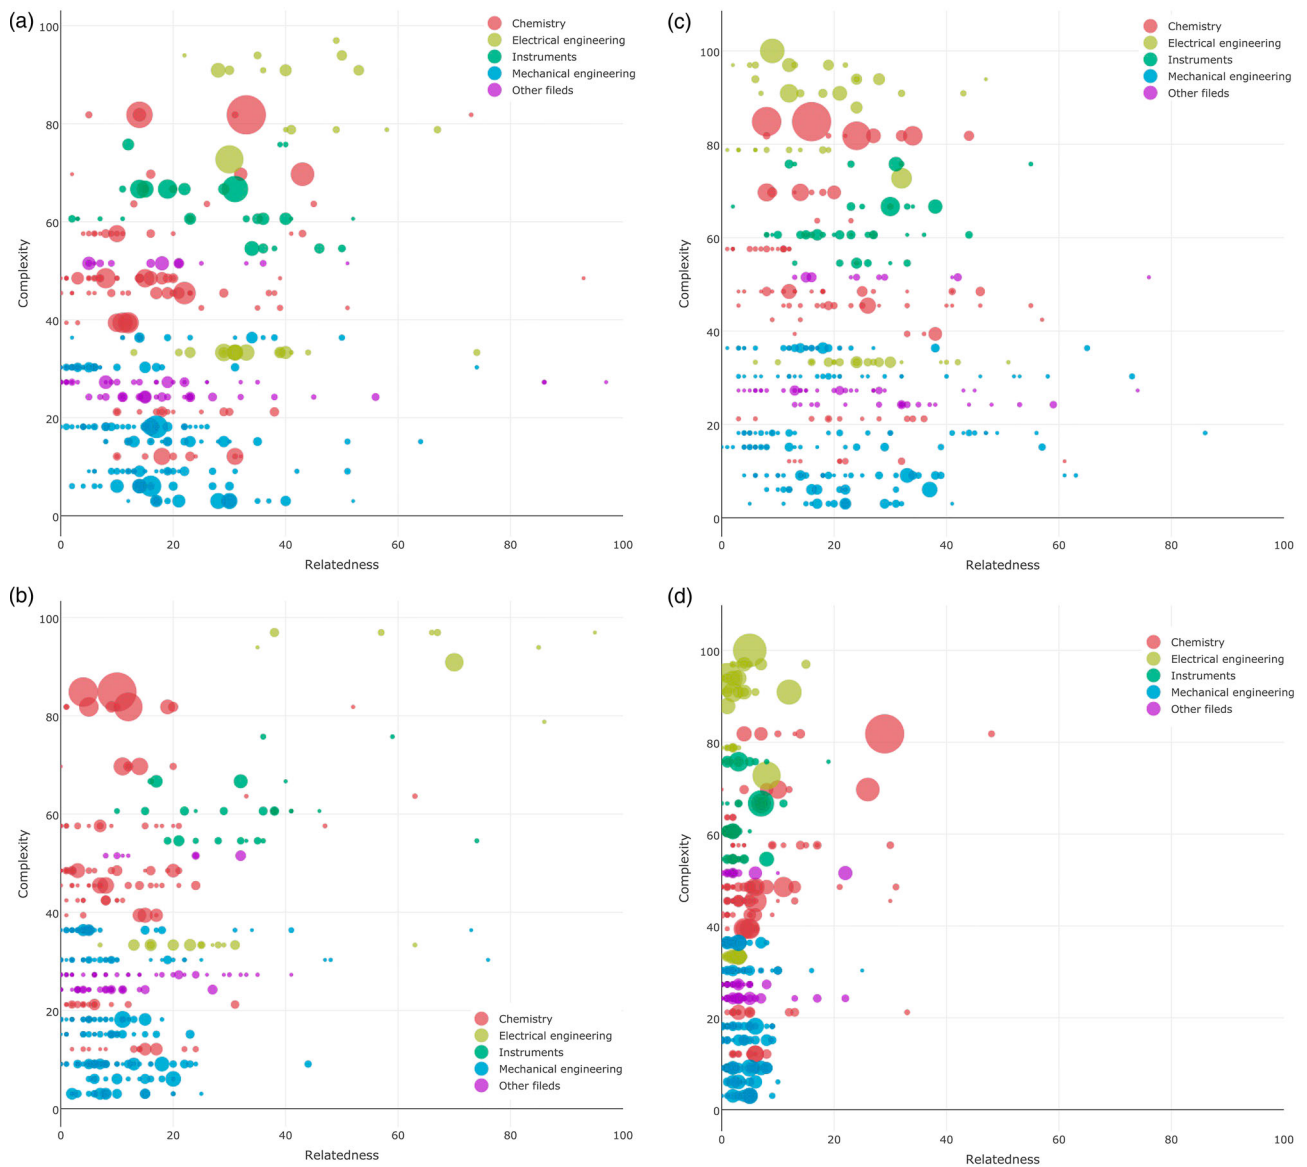 (a)
Chemistry
Electrical engineering
Instruments
Mechanical engineering
Other fileds
Complexity
100
80
60
40
20
0
0 20 40 60 80 100
Relatedness
(c)
Chemistry
Electrical engineering
Instruments
Mechanical engineering
Other fileds
Complexity
100
80
60
40
20
0
0 20 40 60 80 100
Relatedness
(b)
Complexity
100
80
60
40
20
0
Chemistry
Electrical engineering
Instruments
Mechanical engineering
Other fileds
0 20 40 60 80 100
Relatedness
(d)
Chemistry
Electrical engineering
Instruments
Mechanical engineering
Other fileds
Complexity
100
80
60
40
20
0
0 20 40 60 80 100
Relatedness